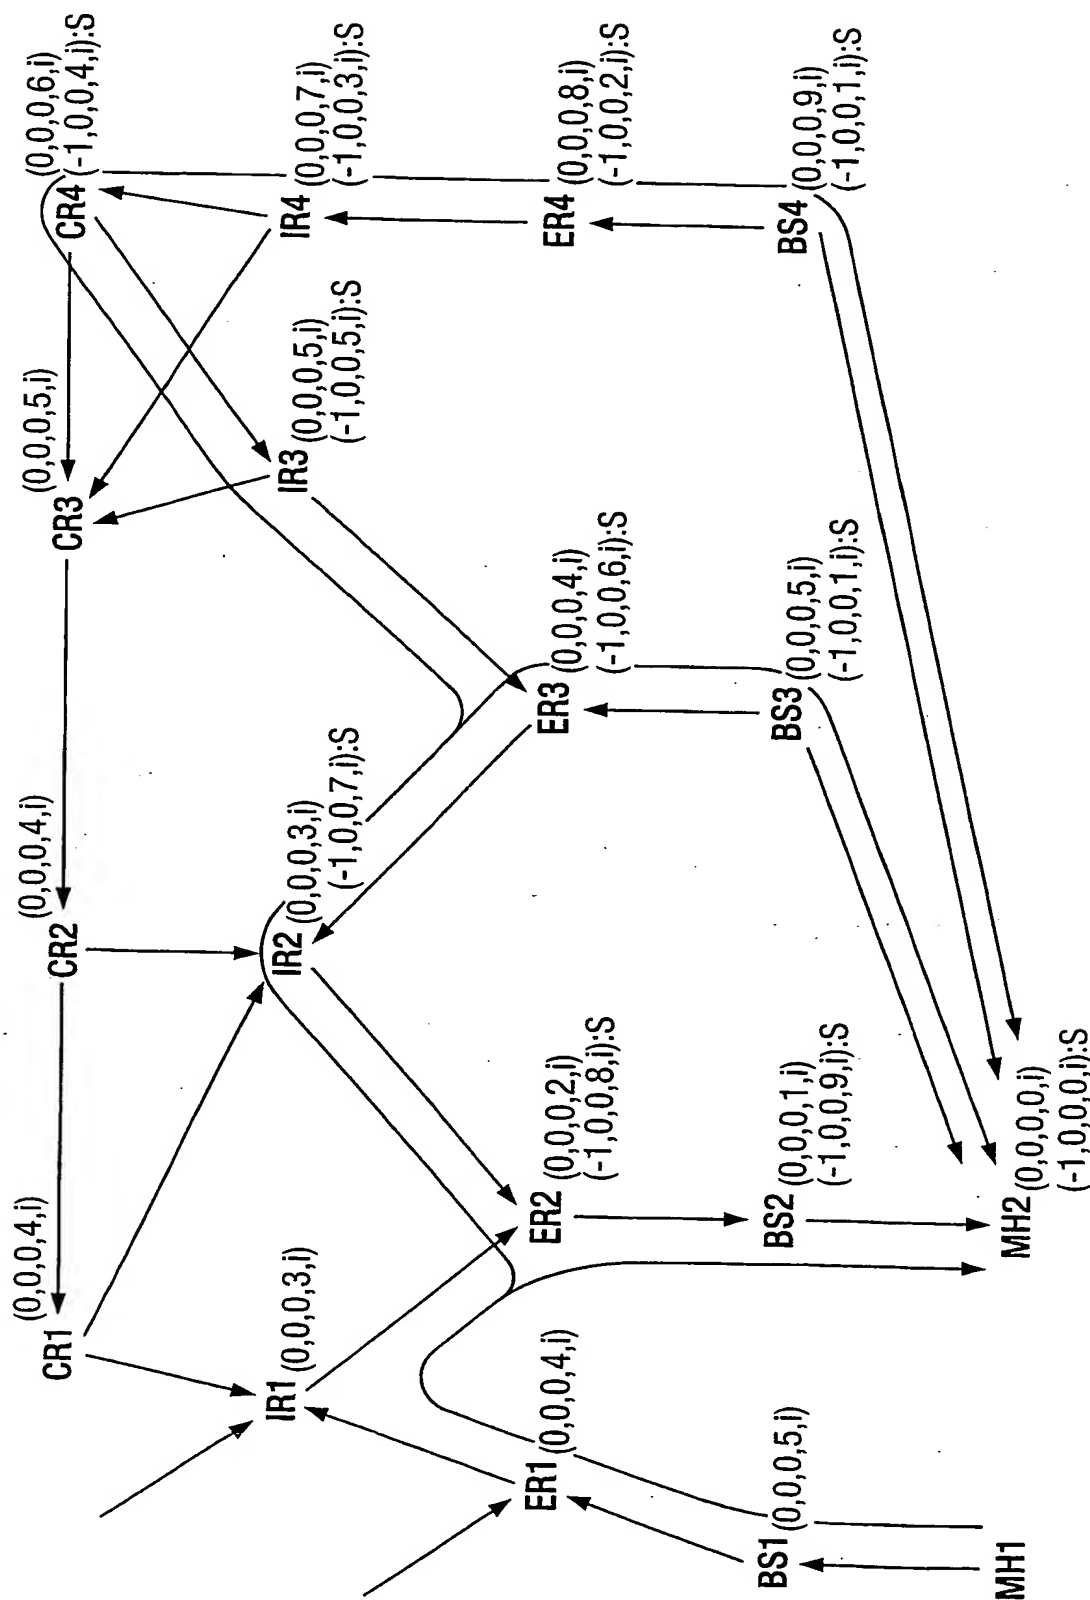 CR1
(0,0,0,4,i)
CR2
(0,0,0,4,i)
CR3
(0,0,0,5,i)
CR4
(0,0,0,6,i)
(-1,0,0,4,i):S
IR1
(0,0,0,3,i)
IR2
(0,0,0,3,i)
(-1,0,0,7,i):S
IR3
(0,0,0,5,i)
(-1,0,0,5,i):S
IR4
(0,0,0,7,i)
(-1,0,0,3,i):S
ER1
(0,0,0,4,i)
ER2
(0,0,0,2,i)
(-1,0,0,8,i):S
ER3
(0,0,0,4,i)
(-1,0,0,6,i):S
ER4
(0,0,0,8,i)
(-1,0,0,2,i):S
BS1
(0,0,0,5,i)
BS2
(0,0,0,1,i)
(-1,0,0,9,i):S
BS3
(0,0,0,5,i)
(-1,0,0,1,i):S
BS4
(0,0,0,9,i)
(-1,0,0,1,i):S
MH1
MH2
(0,0,0,0,i)
(-1,0,0,0,i):S